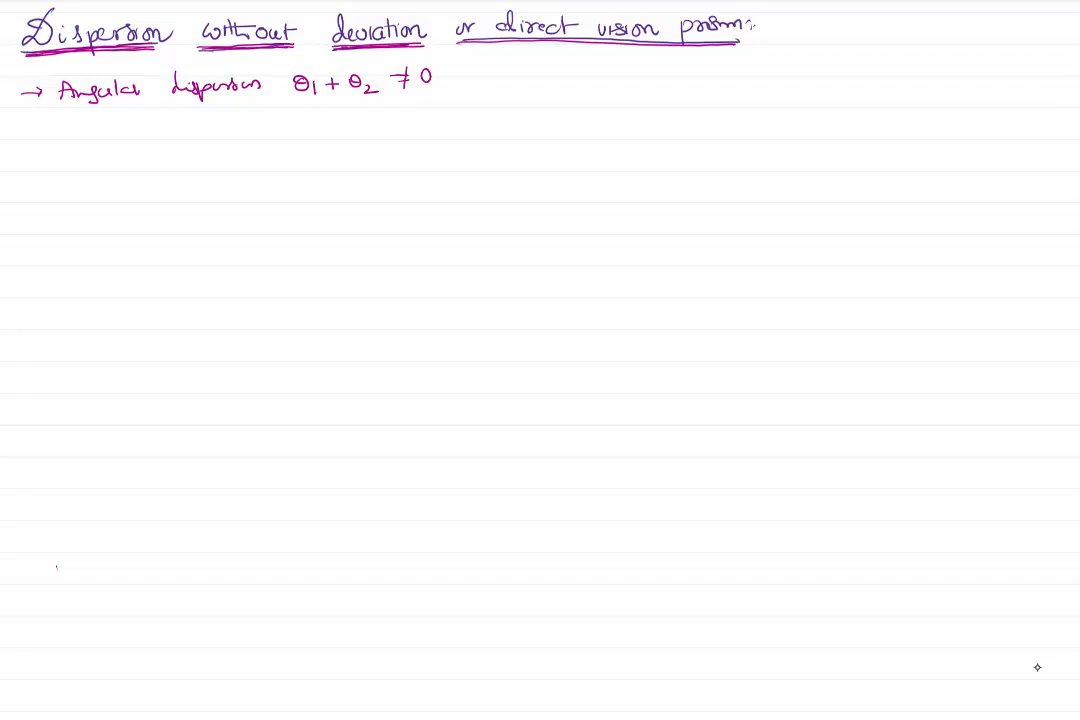 Dispersion without deviation or direct vision prism:
→ Angular dispersion θ1 + θ2 ≠ 0